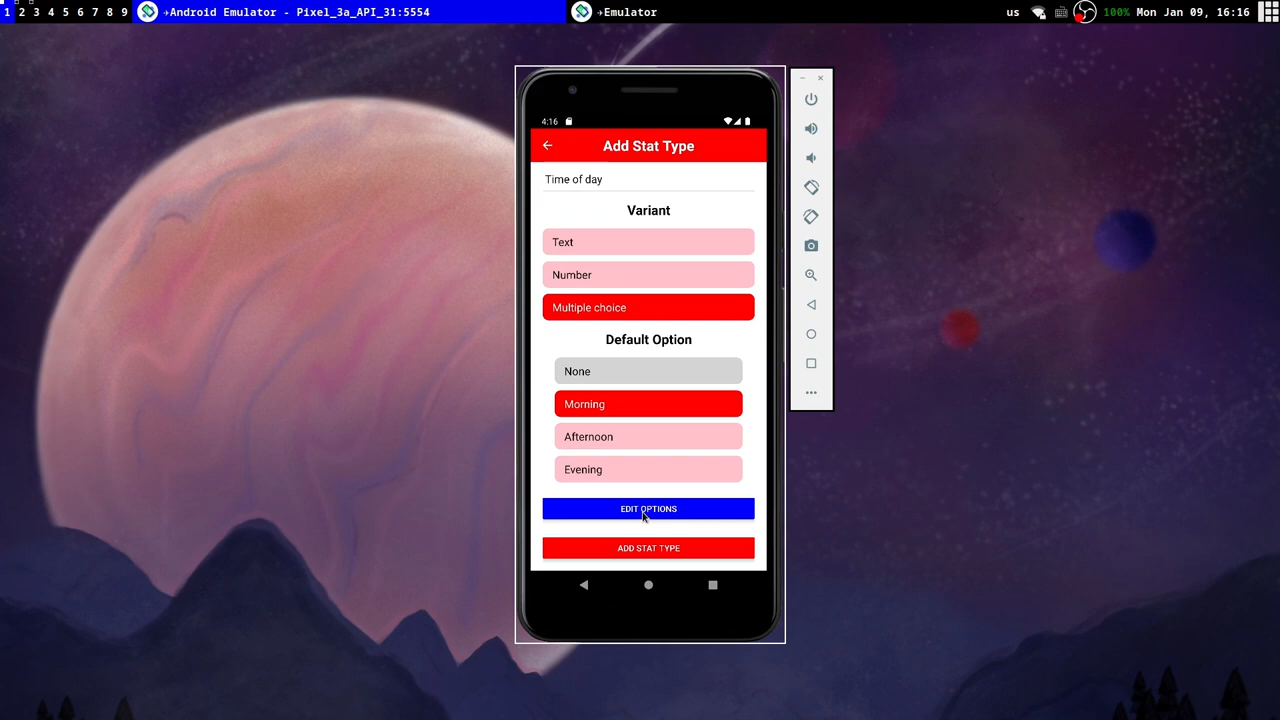 1 2 3 4 5 6 7 8 9 ✈Android Emulator - Pixel_3a_API_31:5554 ✈Emulator us 100% Mon Jan 09, 16:16
4:16
Add Stat Type
Time of day
Variant
Text
Number
Multiple choice
Default Option
None
Morning
Afternoon
Evening
EDIT OPTIONS
ADD STAT TYPE